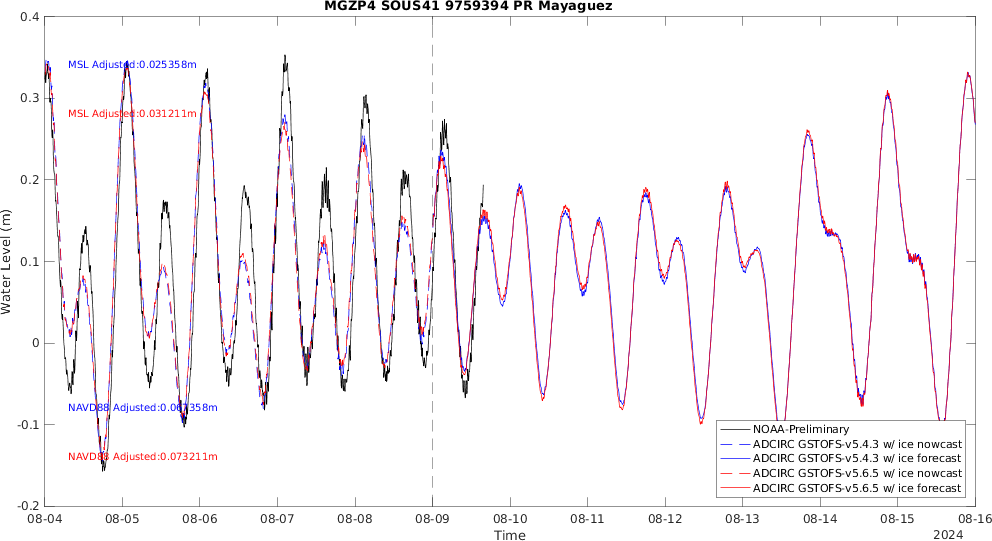 MGZP4 SOUS41 9759394 PR Mayaguez
0.4
0.3
0.2
0.1
0
-0.1
-0.2
Water Level (m)
MSL Adjusted:0.025358m
MSL Adjusted:0.031211m
NAVD88 Adjusted:0.067358m
NAVD88 Adjusted:0.073211m
NOAA-Preliminary
ADCIRC GSTOFS-v5.4.3 w/ ice nowcast
ADCIRC GSTOFS-v5.4.3 w/ ice forecast
ADCIRC GSTOFS-v5.6.5 w/ ice nowcast
ADCIRC GSTOFS-v5.6.5 w/ ice forecast
08-04 08-05 08-06 08-07 08-08 08-09 08-10 08-11 08-12 08-13 08-14 08-15 08-16
Time
2024